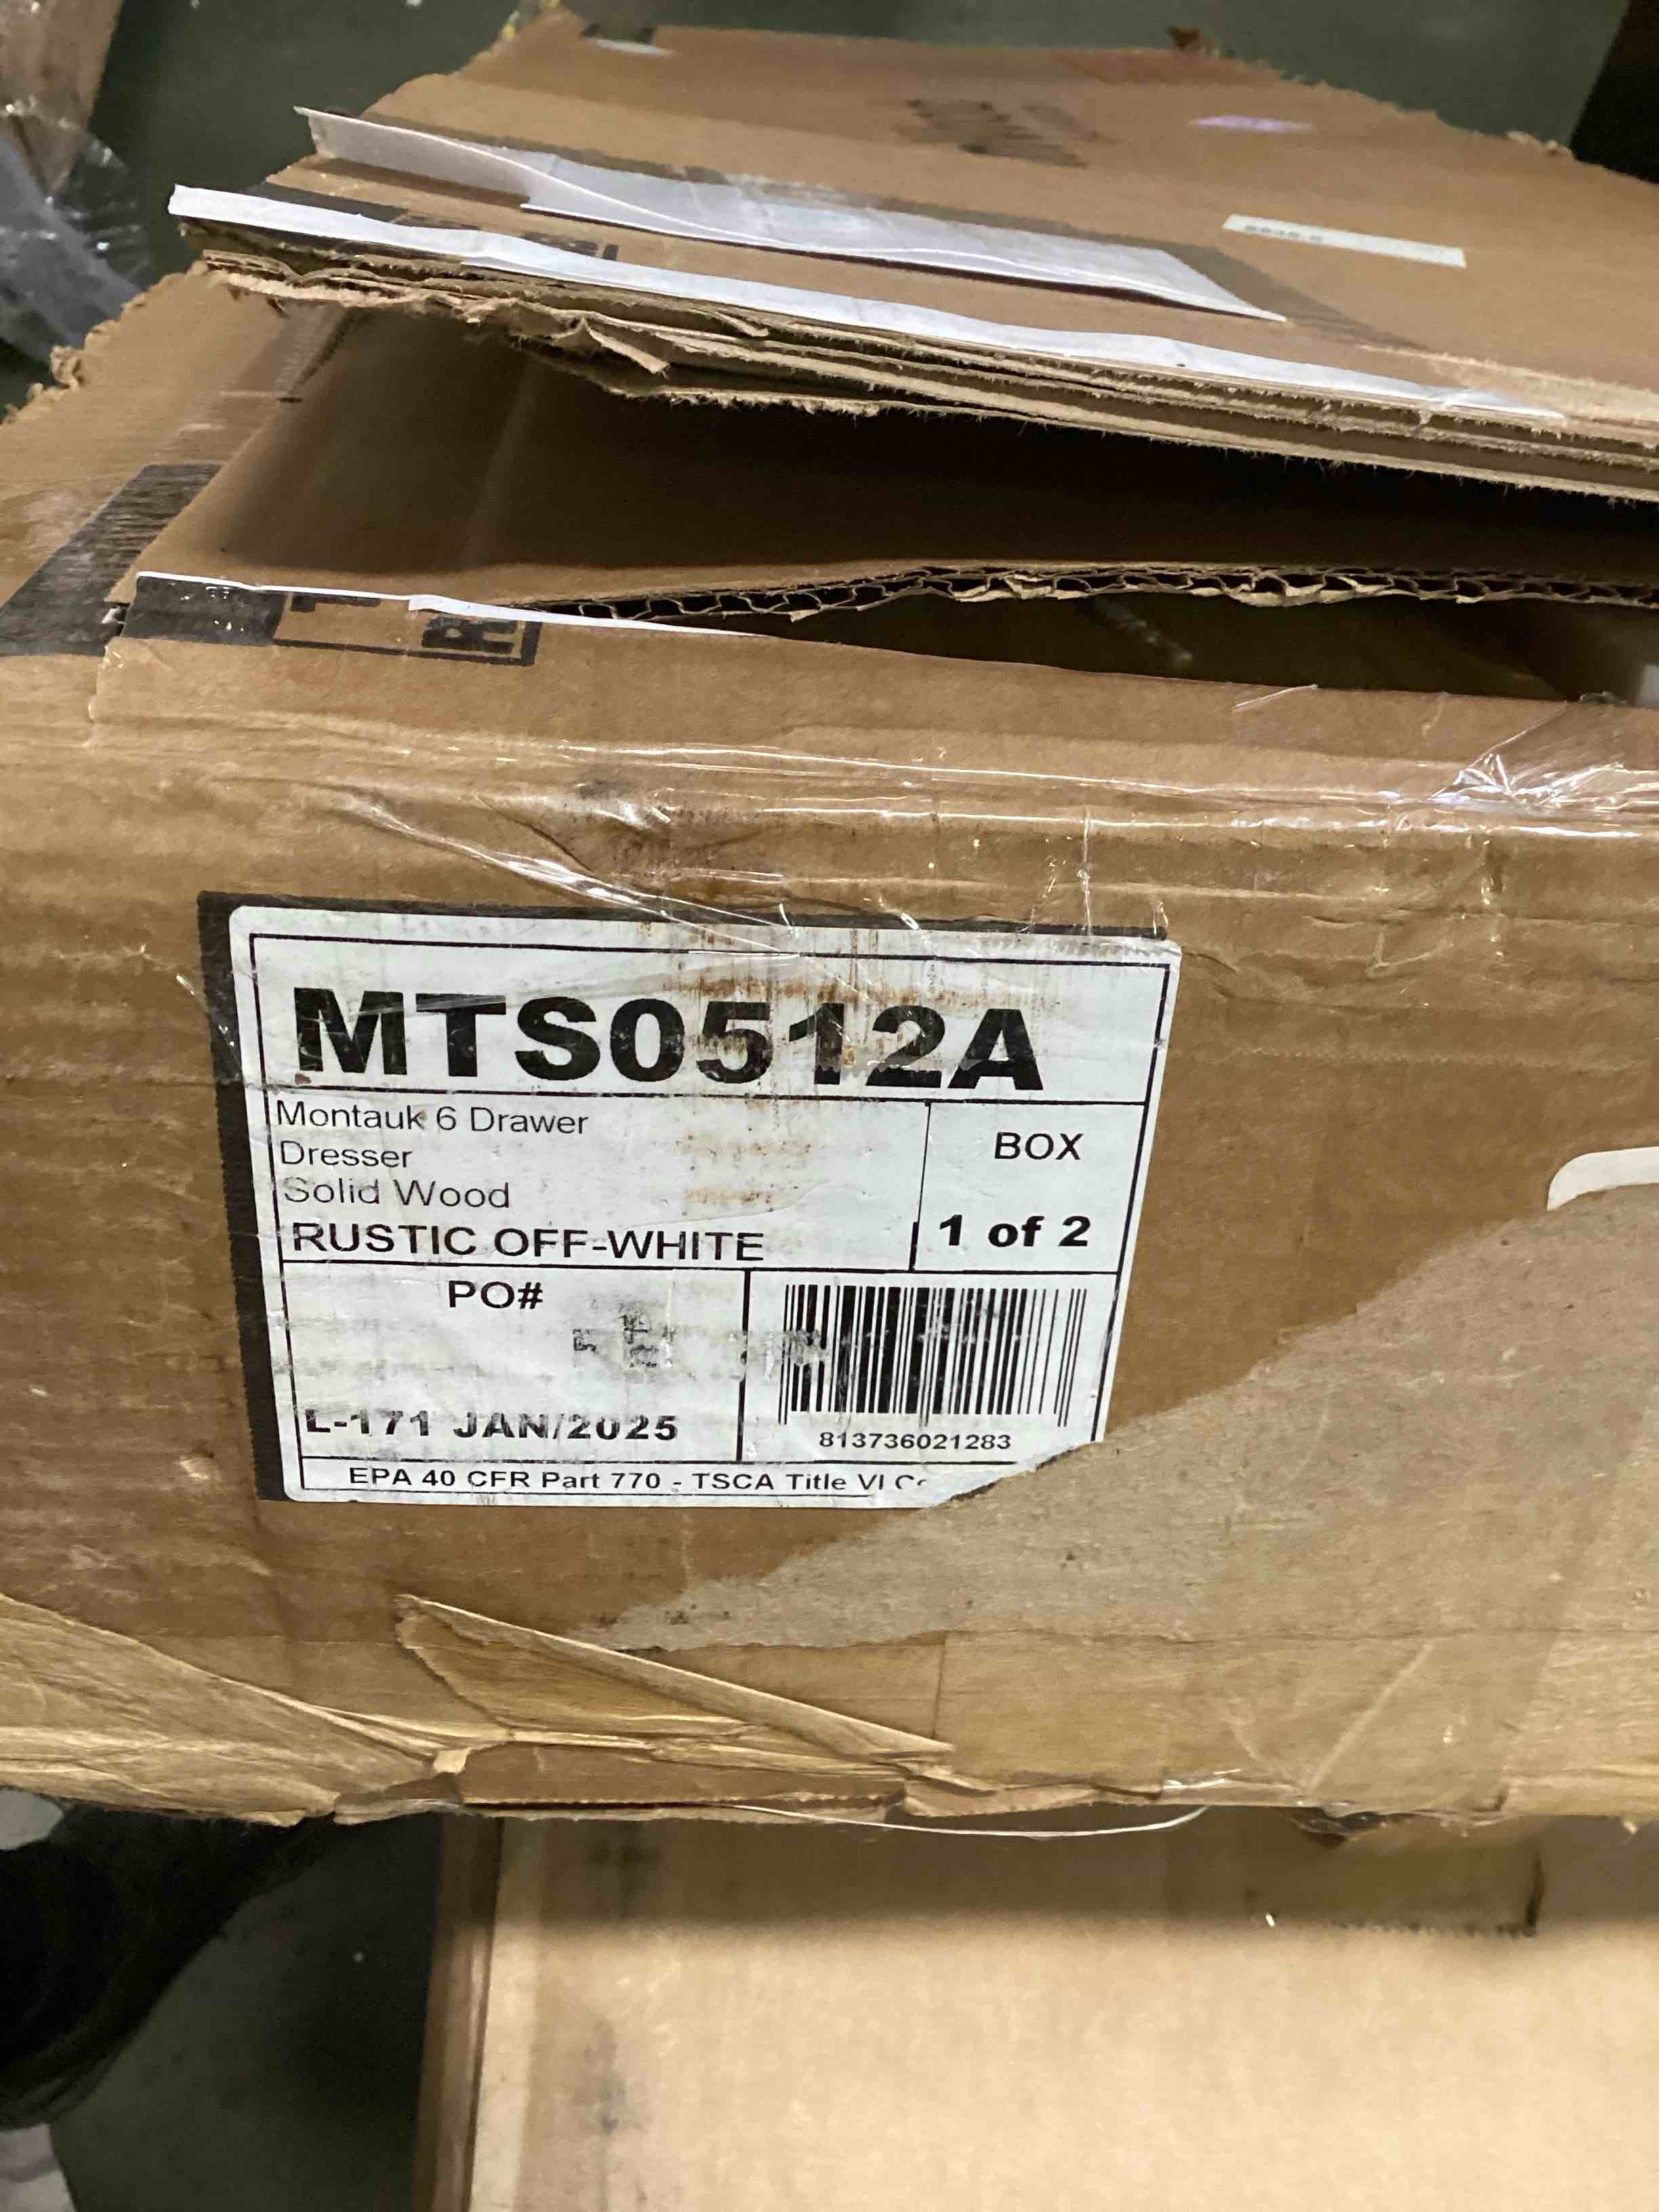 MTS0512A
Montauk 6 Drawer
Dresser
Solid Wood
RUSTIC OFF-WHITE
BOX
1 of 2
PO#
L-171 JAN/2025
813736021283
EPA 40 CFR Part 770 - TSCA Title VI